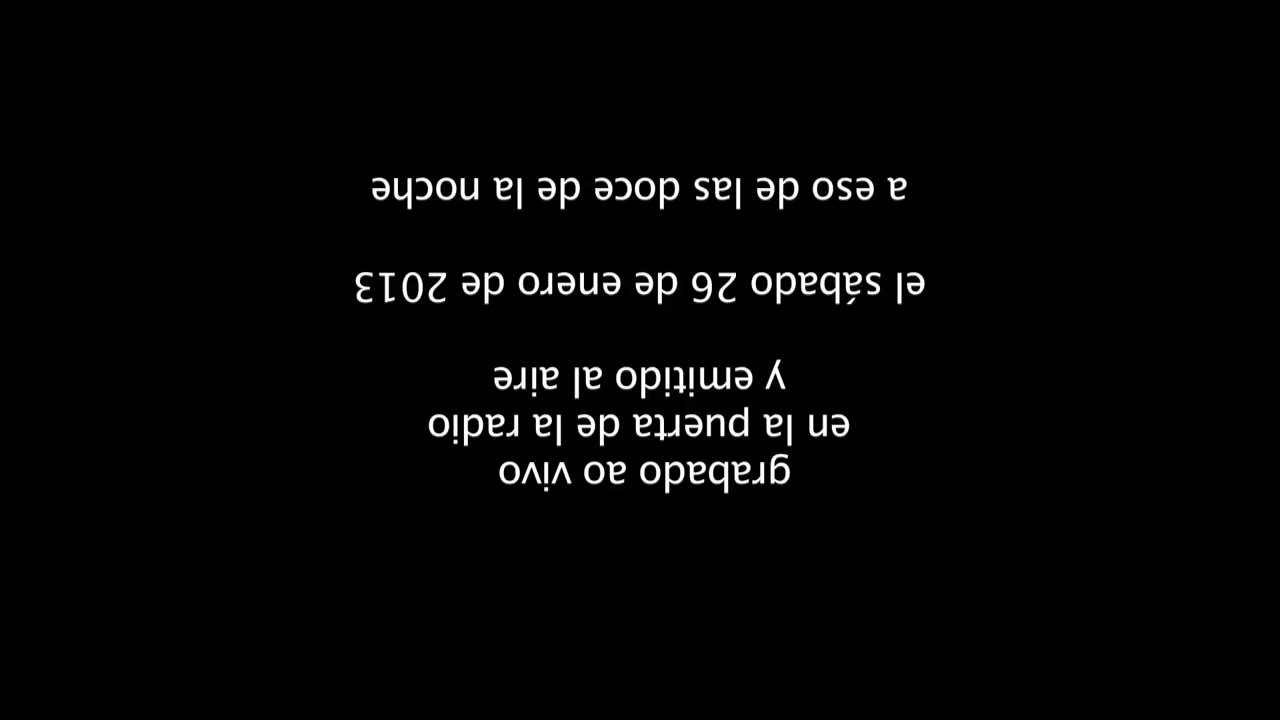 grabado ao vivo
en la puerta de la radio
y emitido al aire
el sábado 26 de enero de 2013
a eso de las doce de la noche